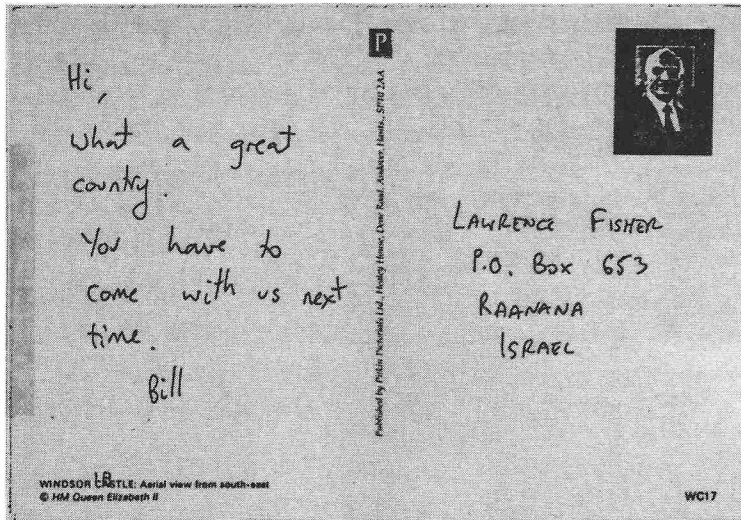 Hi,
what a great
country.
You have to
come with us next
time.
Bill
P
Published by Pitkin Pictorials Ltd., Healey House, Dene Road, Andover, Hants., SP10 2AA
LAWRENCE FISHER
P.O. Box 653
RAANANA
ISRAEL
WINDSOR CASTLE: Aerial view from south-east
© HM Queen Elizabeth II
WC17